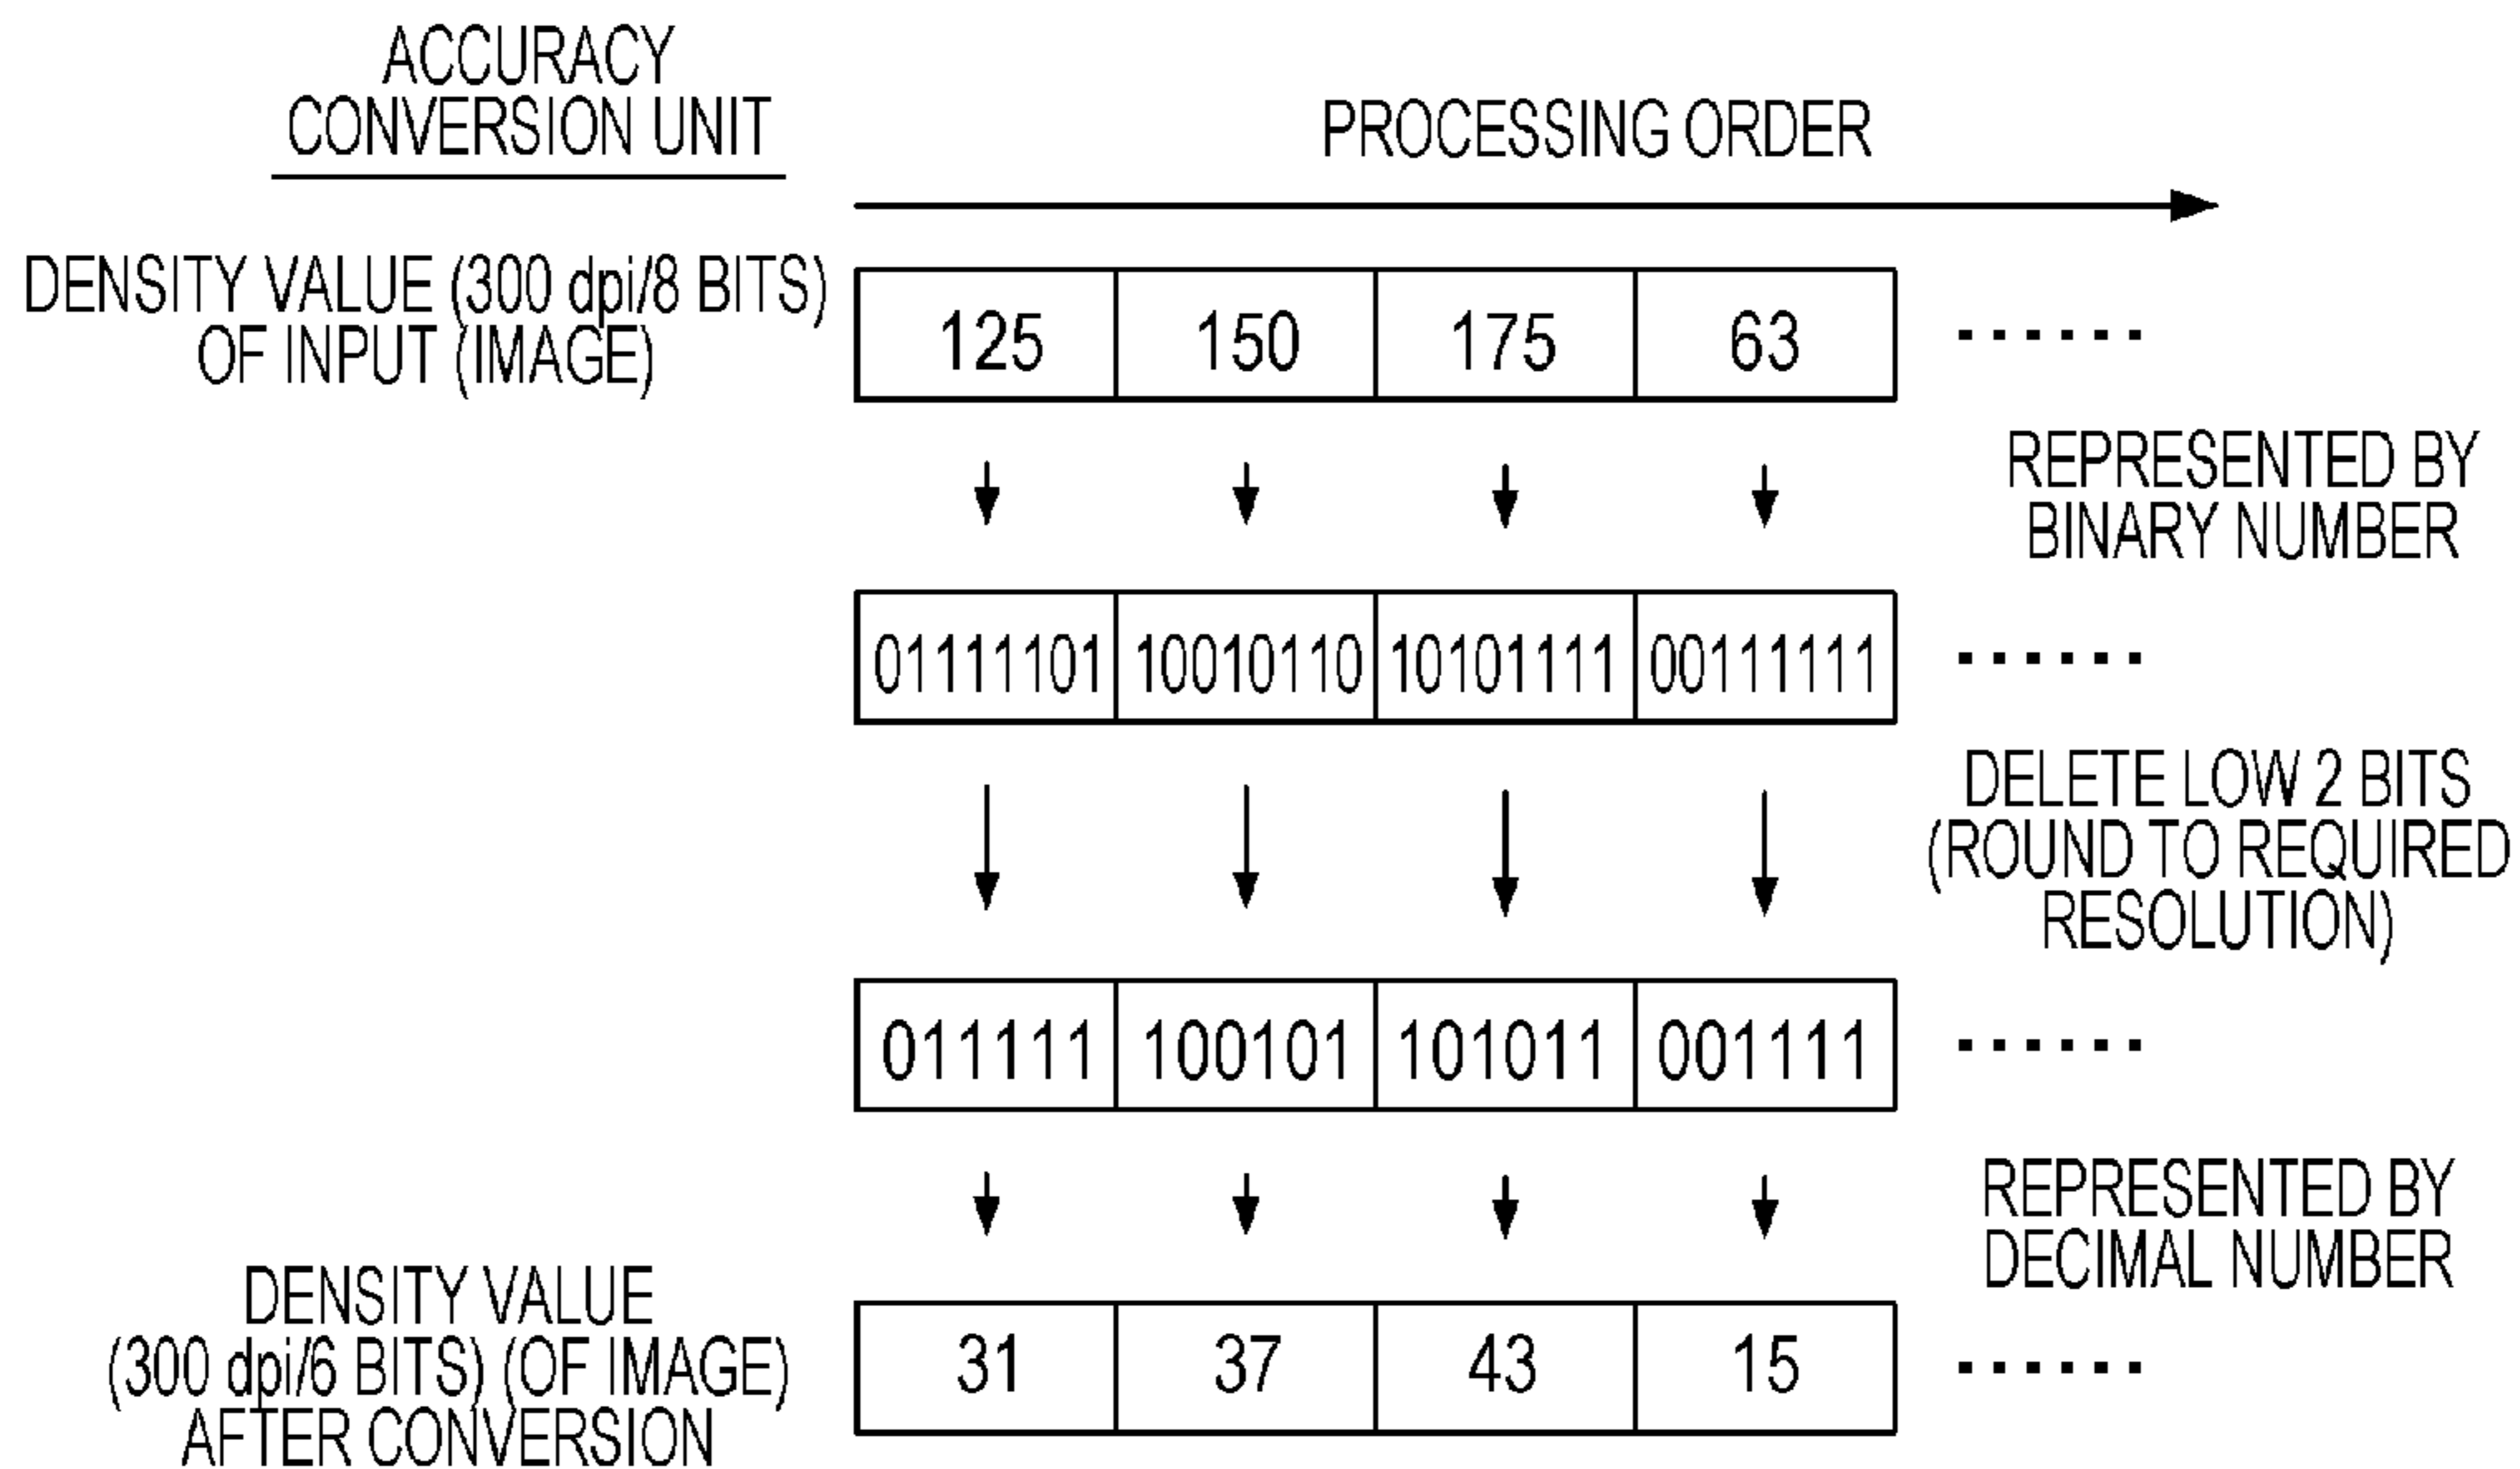 ACCURACY
CONVERSION UNIT
PROCESSING ORDER
DENSITY VALUE (300 dpi/8 BITS)
OF INPUT (IMAGE)
125 150 175 63 ······
REPRESENTED BY
BINARY NUMBER
01111101 10010110 10101111 00111111 ······
DELETE LOW 2 BITS
(ROUND TO REQUIRED
RESOLUTION)
011111 100101 101011 001111 ······
REPRESENTED BY
DECIMAL NUMBER
DENSITY VALUE
(300 dpi/6 BITS) (OF IMAGE)
AFTER CONVERSION
31 37 43 15 ······